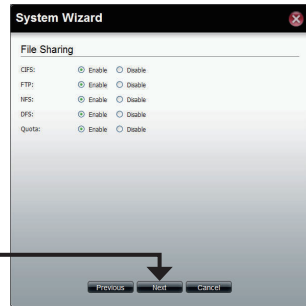 System Wizard
File Sharing
CIFS: Enable Disable
FTP: Enable Disable
NFS: Enable Disable
DFS: Enable Disable
Quota: Enable Disable
Previous Next Cancel